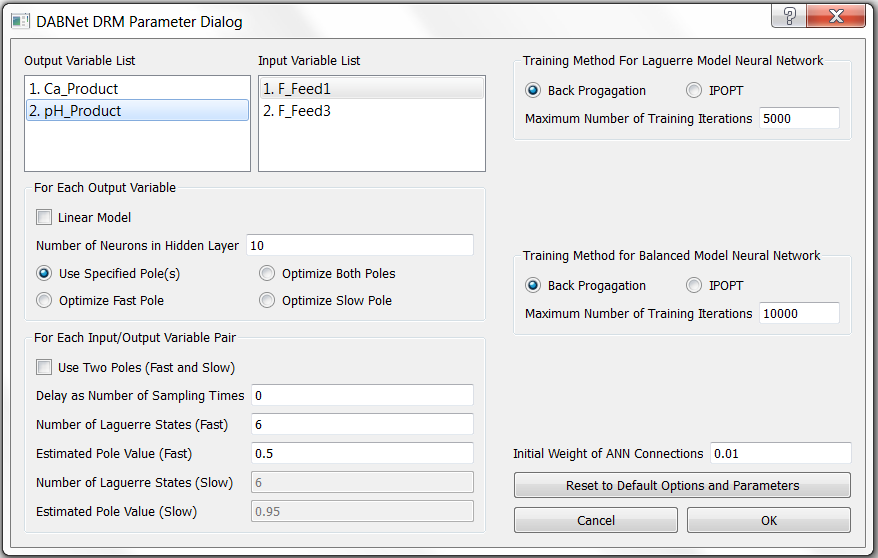 DABNet DRM Parameter Dialog
Output Variable List
1. Ca_Product
2. pH_Product
Input Variable List
1. F_Feed1
2. F_Feed3
For Each Output Variable
Linear Model
Number of Neurons in Hidden Layer 10
Use Specified Pole(s) Optimize Both Poles
Optimize Fast Pole Optimize Slow Pole
For Each Input/Output Variable Pair
Use Two Poles (Fast and Slow)
Delay as Number of Sampling Times 0
Number of Laguerre States (Fast) 6
Estimated Pole Value (Fast) 0.5
Number of Laguerre States (Slow) 6
Estimated Pole Value (Slow) 0.95
Training Method For Laguerre Model Neural Network
Back Progagation IPOPT
Maximum Number of Training Iterations 5000
Training Method for Balanced Model Neural Network
Back Progagation IPOPT
Maximum Number of Training Iterations 10000
Initial Weight of ANN Connections 0.01
Reset to Default Options and Parameters
Cancel OK